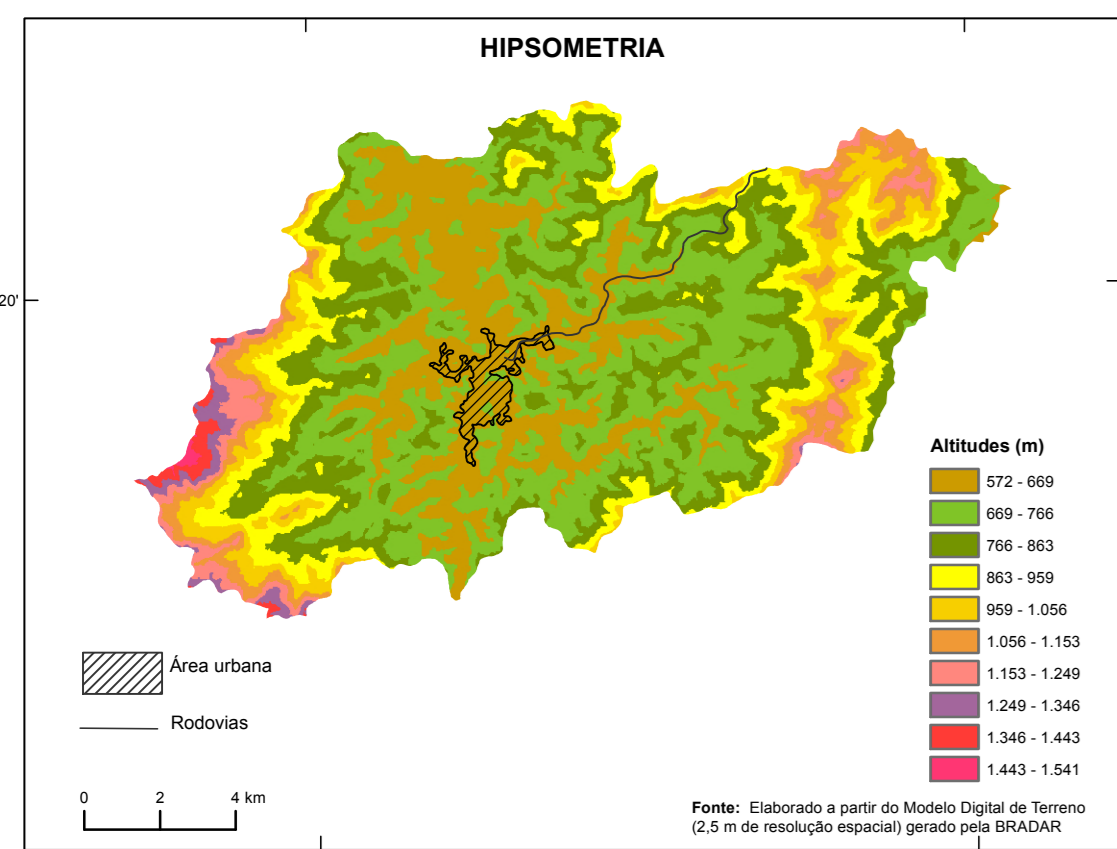 HIPSOMETRIA
20'
Altitudes (m)
572 - 669
669 - 766
766 - 863
863 - 959
959 - 1.056
1.056 - 1.153
1.153 - 1.249
1.249 - 1.346
1.346 - 1.443
1.443 - 1.541
Área urbana
Rodovias
0 2 4 km
Fonte: Elaborado a partir do Modelo Digital de Terreno
(2,5 m de resolução espacial) gerado pela BRADAR